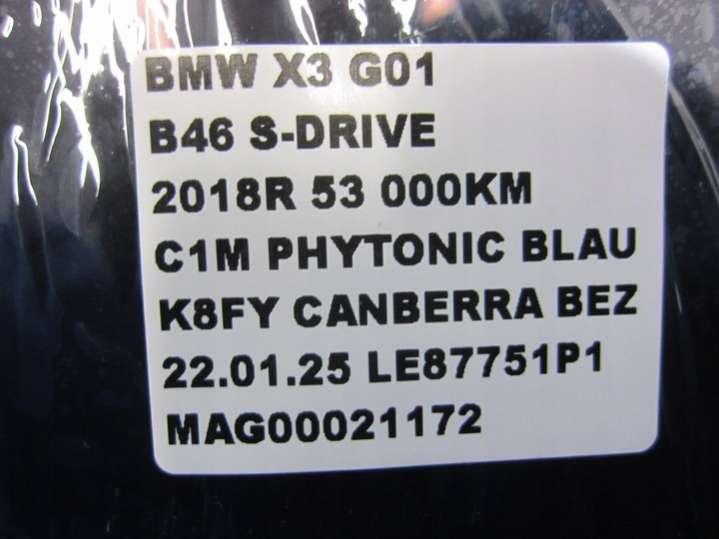 BMW X3 G01
B46 S-DRIVE
2018R 53 000KM
C1M PHYTONIC BLAU
K8FY CANBERRA BEZ
22.01.25 LE87751P1
MAG00021172